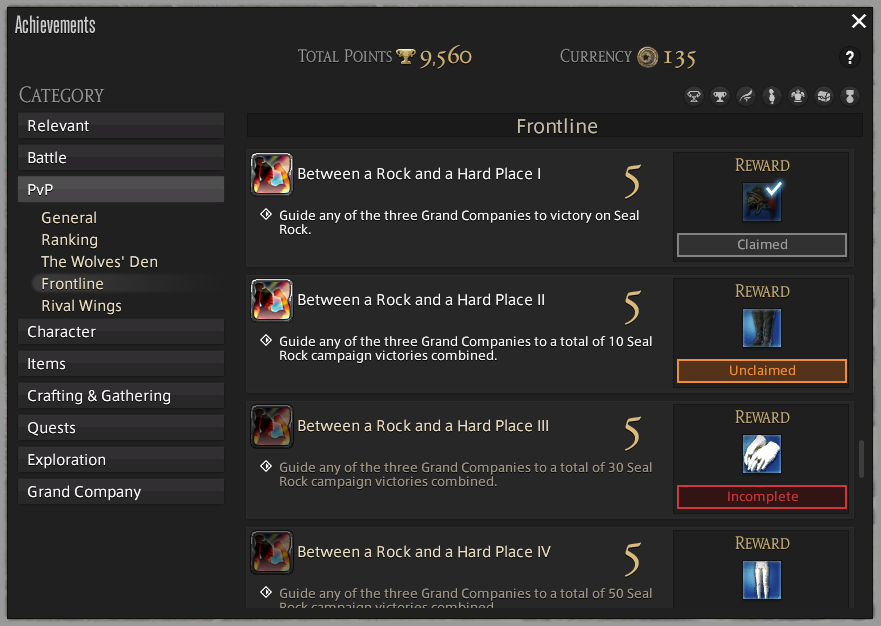 Achievements
TOTAL POINTS 9,560
CURRENCY 135
?
CATEGORY
Relevant
Battle
PvP
General
Ranking
The Wolves' Den
Frontline
Rival Wings
Character
Items
Crafting & Gathering
Quests
Exploration
Grand Company
Frontline
Between a Rock and a Hard Place I
5
Guide any of the three Grand Companies to victory on Seal
Rock.
REWARD
Claimed
Between a Rock and a Hard Place II
5
Guide any of the three Grand Companies to a total of 10 Seal
Rock campaign victories combined.
REWARD
Unclaimed
Between a Rock and a Hard Place III
5
Guide any of the three Grand Companies to a total of 30 Seal
Rock campaign victories combined.
REWARD
Incomplete
Between a Rock and a Hard Place IV
5
Guide any of the three Grand Companies to a total of 50 Seal
Rock campaign victories combined.
REWARD